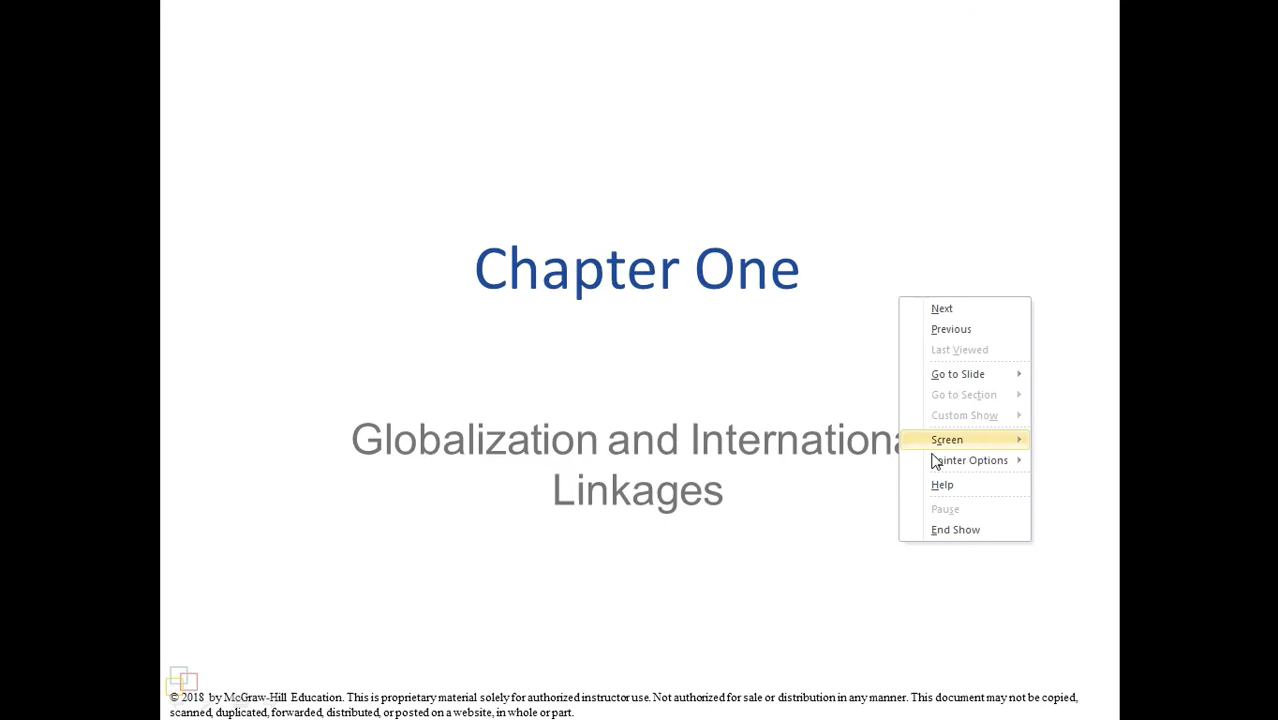 Chapter One
Globalization and Internationa
Linkages
Next
Previous
Last Viewed
Go to Slide
Go to Section
Custom Show
Screen
Pointer Options
Help
Pause
End Show
© 2018 by McGraw-Hill Education. This is proprietary material solely for authorized instructor use. Not authorized for sale or distribution in any manner. This document may not be copied,
scanned, duplicated, forwarded, distributed, or posted on a website, in whole or part.